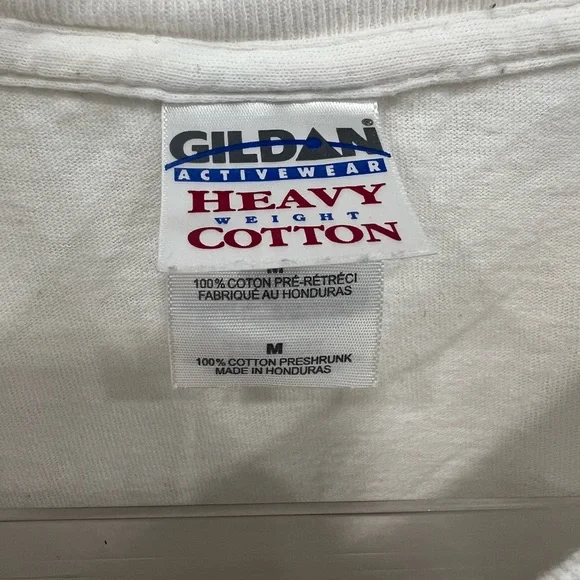 GILDAN®
ACTIVEWEAR
HEAVY
WEIGHT
COTTON
M
100% COTON PRÉ-RÉTRÉCI
FABRIQUÉ AU HONDURAS
M
100% COTTON PRESHRUNK
MADE IN HONDURAS